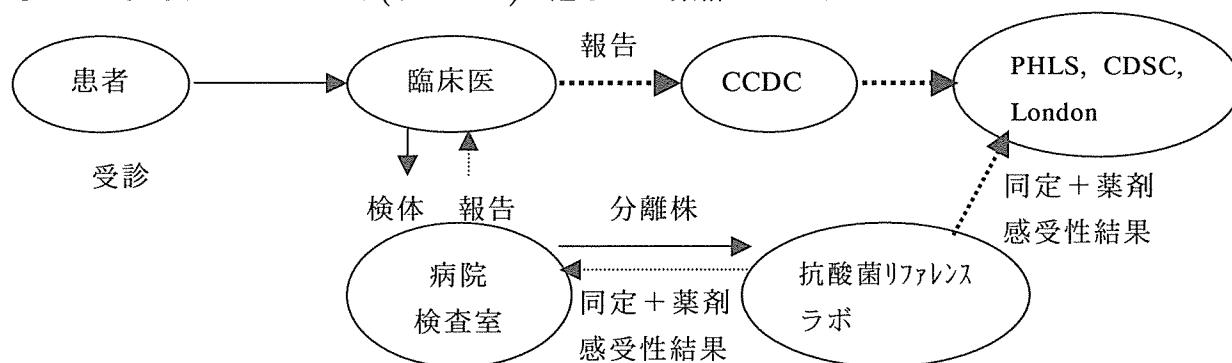 報告
患者
臨床医
CCDC
PHLS, CDSC,
London
受診
検体
報告
分離株
同定＋薬剤
感受性結果
病院
検査室
同定＋薬剤
感受性結果
抗酸菌ﾘﾌｧﾚﾝｽ
ラボ